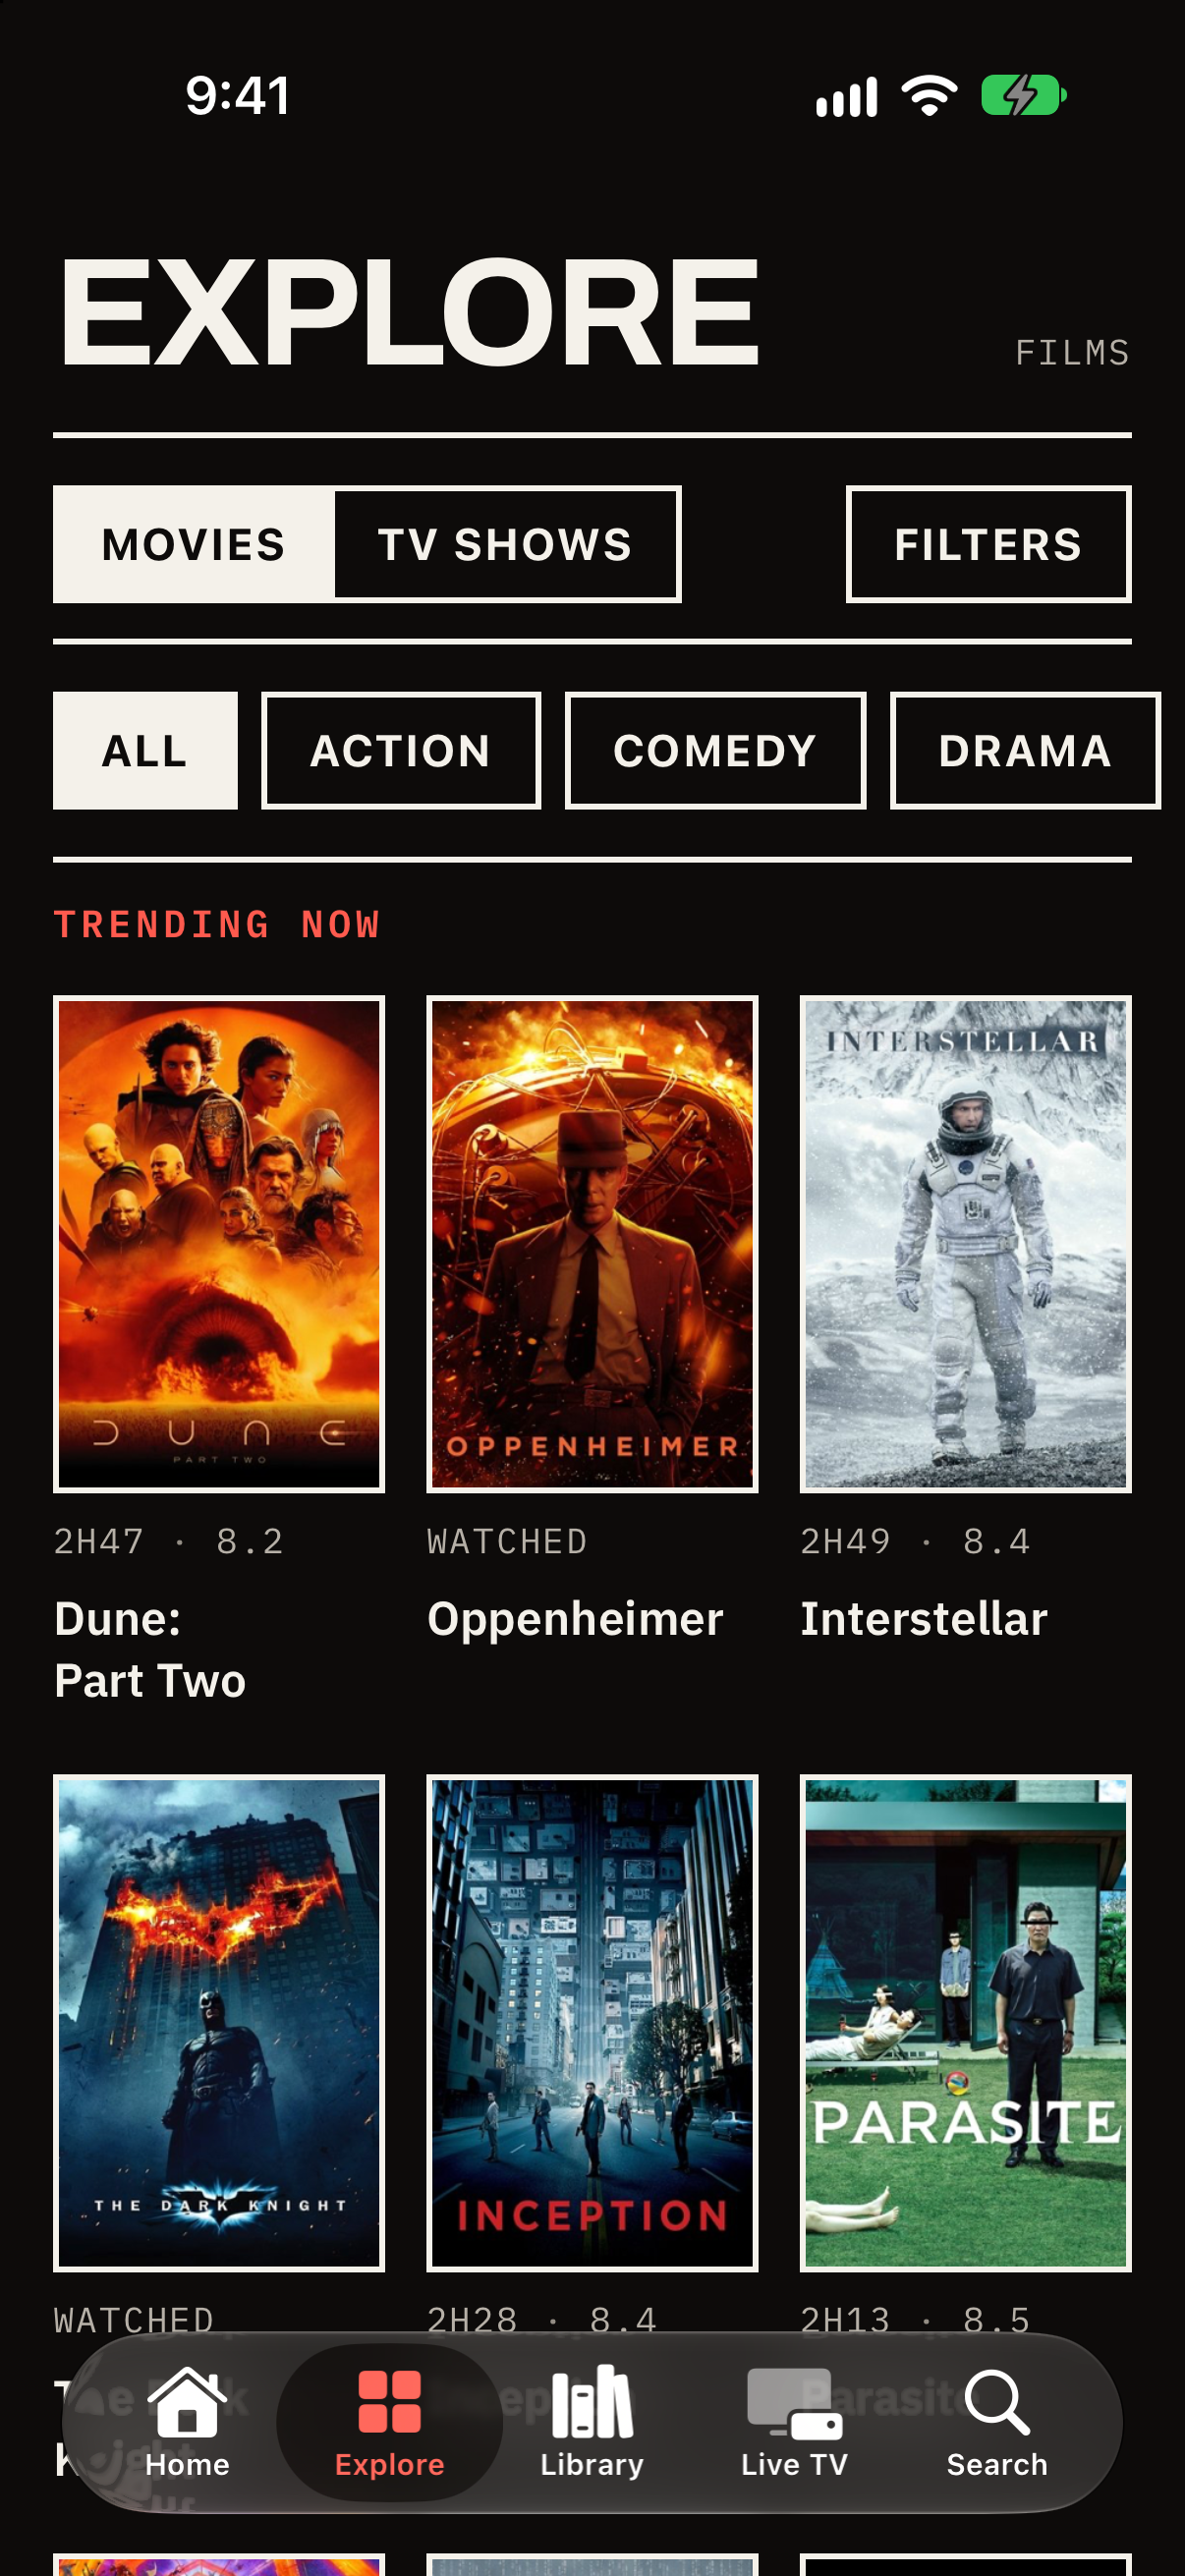 9:41
EXPLORE
FILMS
MOVIES
TV SHOWS
FILTERS
ALL
ACTION
COMEDY
DRAMA
TRENDING NOW
DUNE
PART TWO
OPPENHEIMER
INTERSTELLAR
2H47 · 8.2
WATCHED
2H49 · 8.4
Dune:
Part Two
Oppenheimer
Interstellar
THE DARK KNIGHT
INCEPTION
PARASITE
WATCHED
2H28 · 8.4
2H13 · 8.5
Parasite
Home
Explore
Library
Live TV
Search